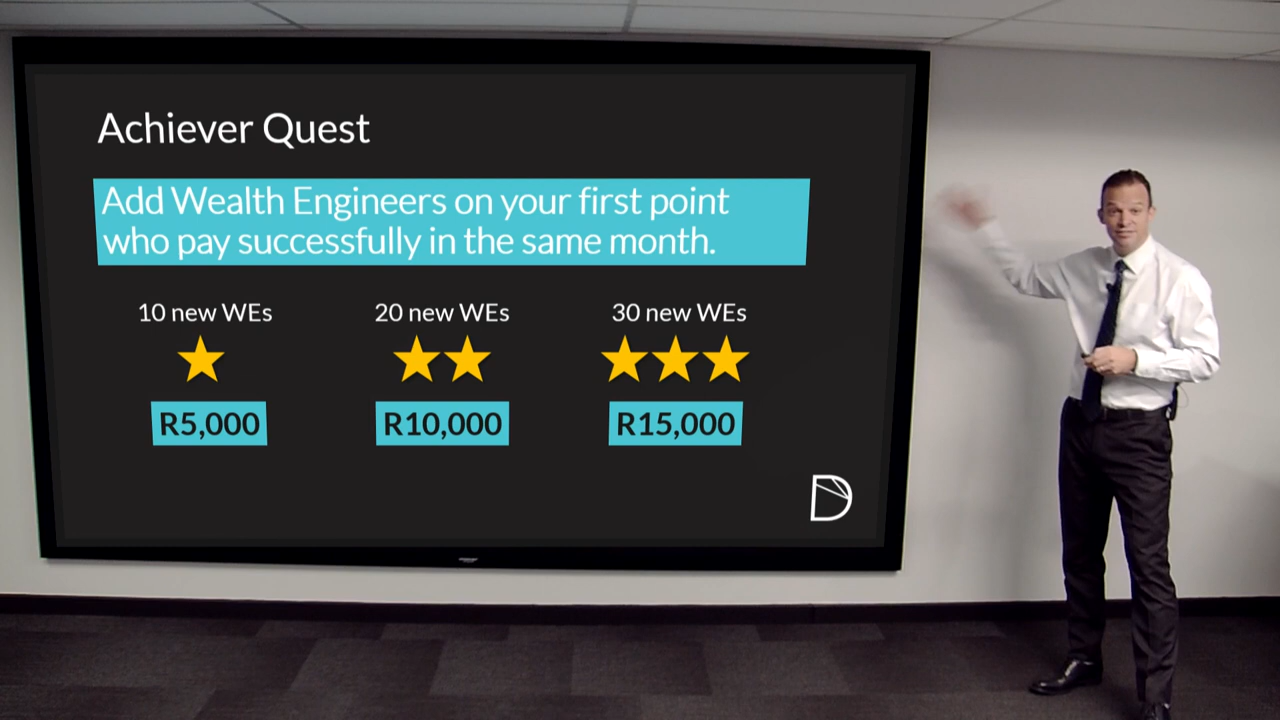 Achiever Quest
Add Wealth Engineers on your first point
who pay successfully in the same month.
10 new WEs 20 new WEs 30 new WEs
R5,000 R10,000 R15,000